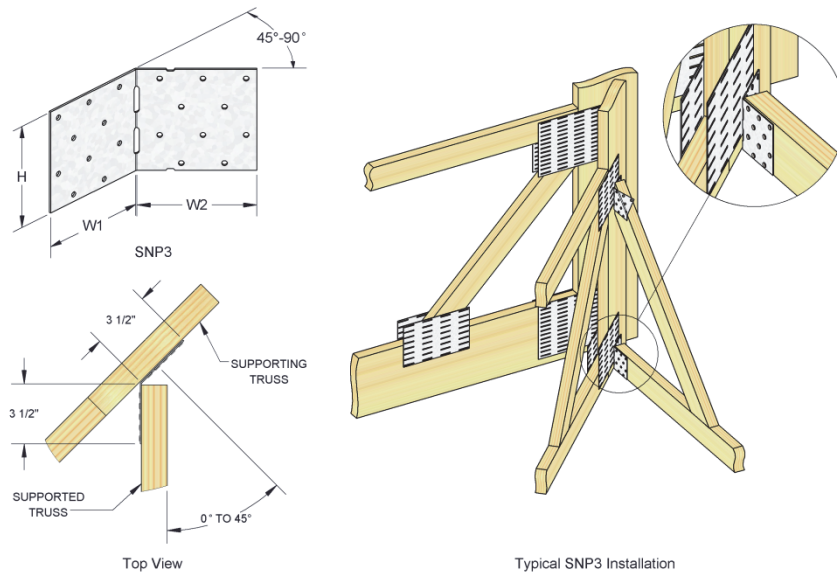 45°-90°
H
W1
W2
SNP3
3 1/2"
3 1/2"
SUPPORTING
TRUSS
SUPPORTED
TRUSS
0° TO 45°
Top View
Typical SNP3 Installation